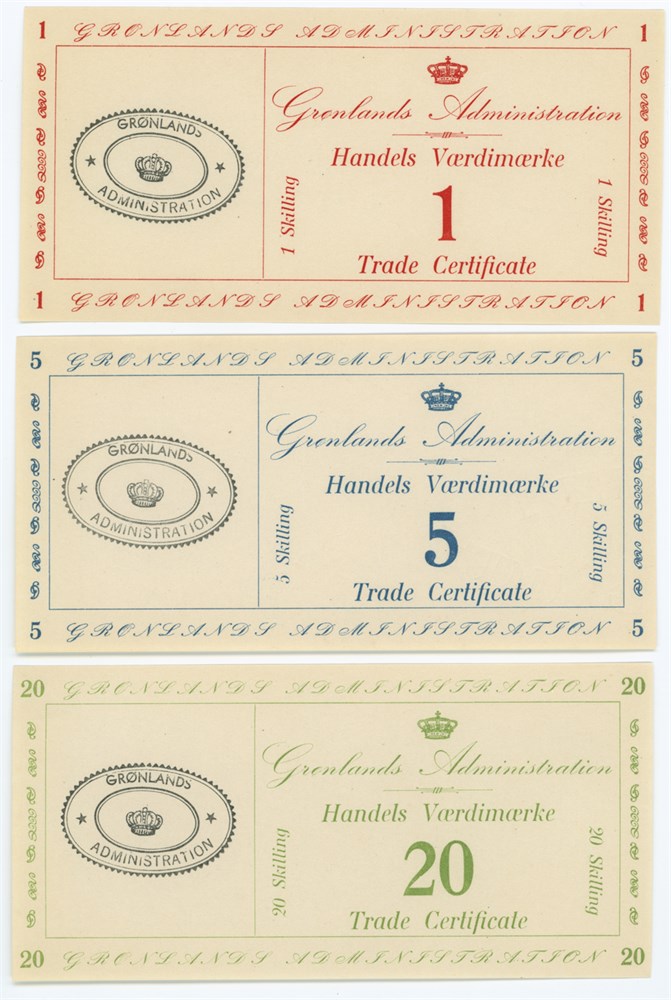 1 GRØNLANDS ADMINISTRATION 1
GRØNLANDS
ADMINISTRATION
Grønlands Administration
Handels Værdimærke
1 Skilling
1
1 Skilling
Trade Certificate
1 GRØNLANDS ADMINISTRATION 1
5 GRØNLANDS ADMINISTRATION 5
GRØNLANDS
ADMINISTRATION
Grønlands Administration
Handels Værdimærke
5 Skilling
5
5 Skilling
Trade Certificate
5 GRØNLANDS ADMINISTRATION 5
20 GRØNLANDS ADMINISTRATION 20
GRØNLANDS
ADMINISTRATION
Grønlands Administration
Handels Værdimærke
20 Skilling
20
20 Skilling
Trade Certificate
20 GRØNLANDS ADMINISTRATION 20